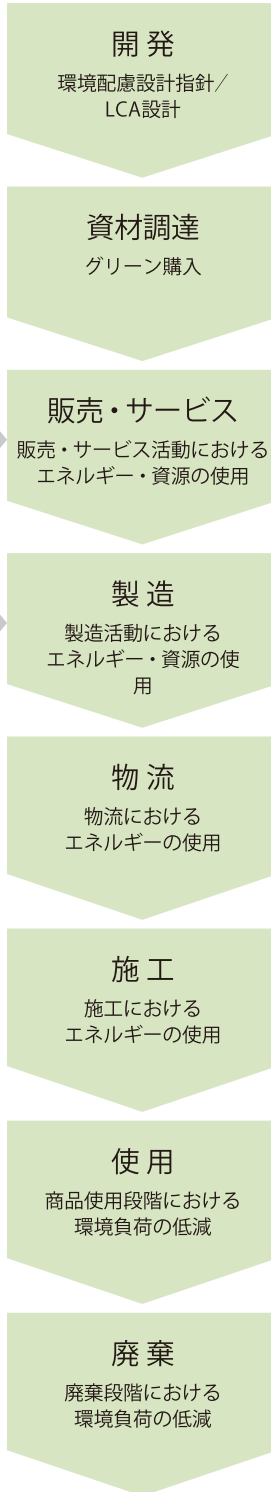 開発
環境配慮設計指針／
LCA設計
資材調達
グリーン購入
販売・サービス
販売・サービス活動における
エネルギー・資源の使用
製造
製造活動における
エネルギー・資源の使
用
物流
物流における
エネルギーの使用
施工
施工における
エネルギーの使用
使用
商品使用段階における
環境負荷の低減
廃棄
廃棄段階における
環境負荷の低減